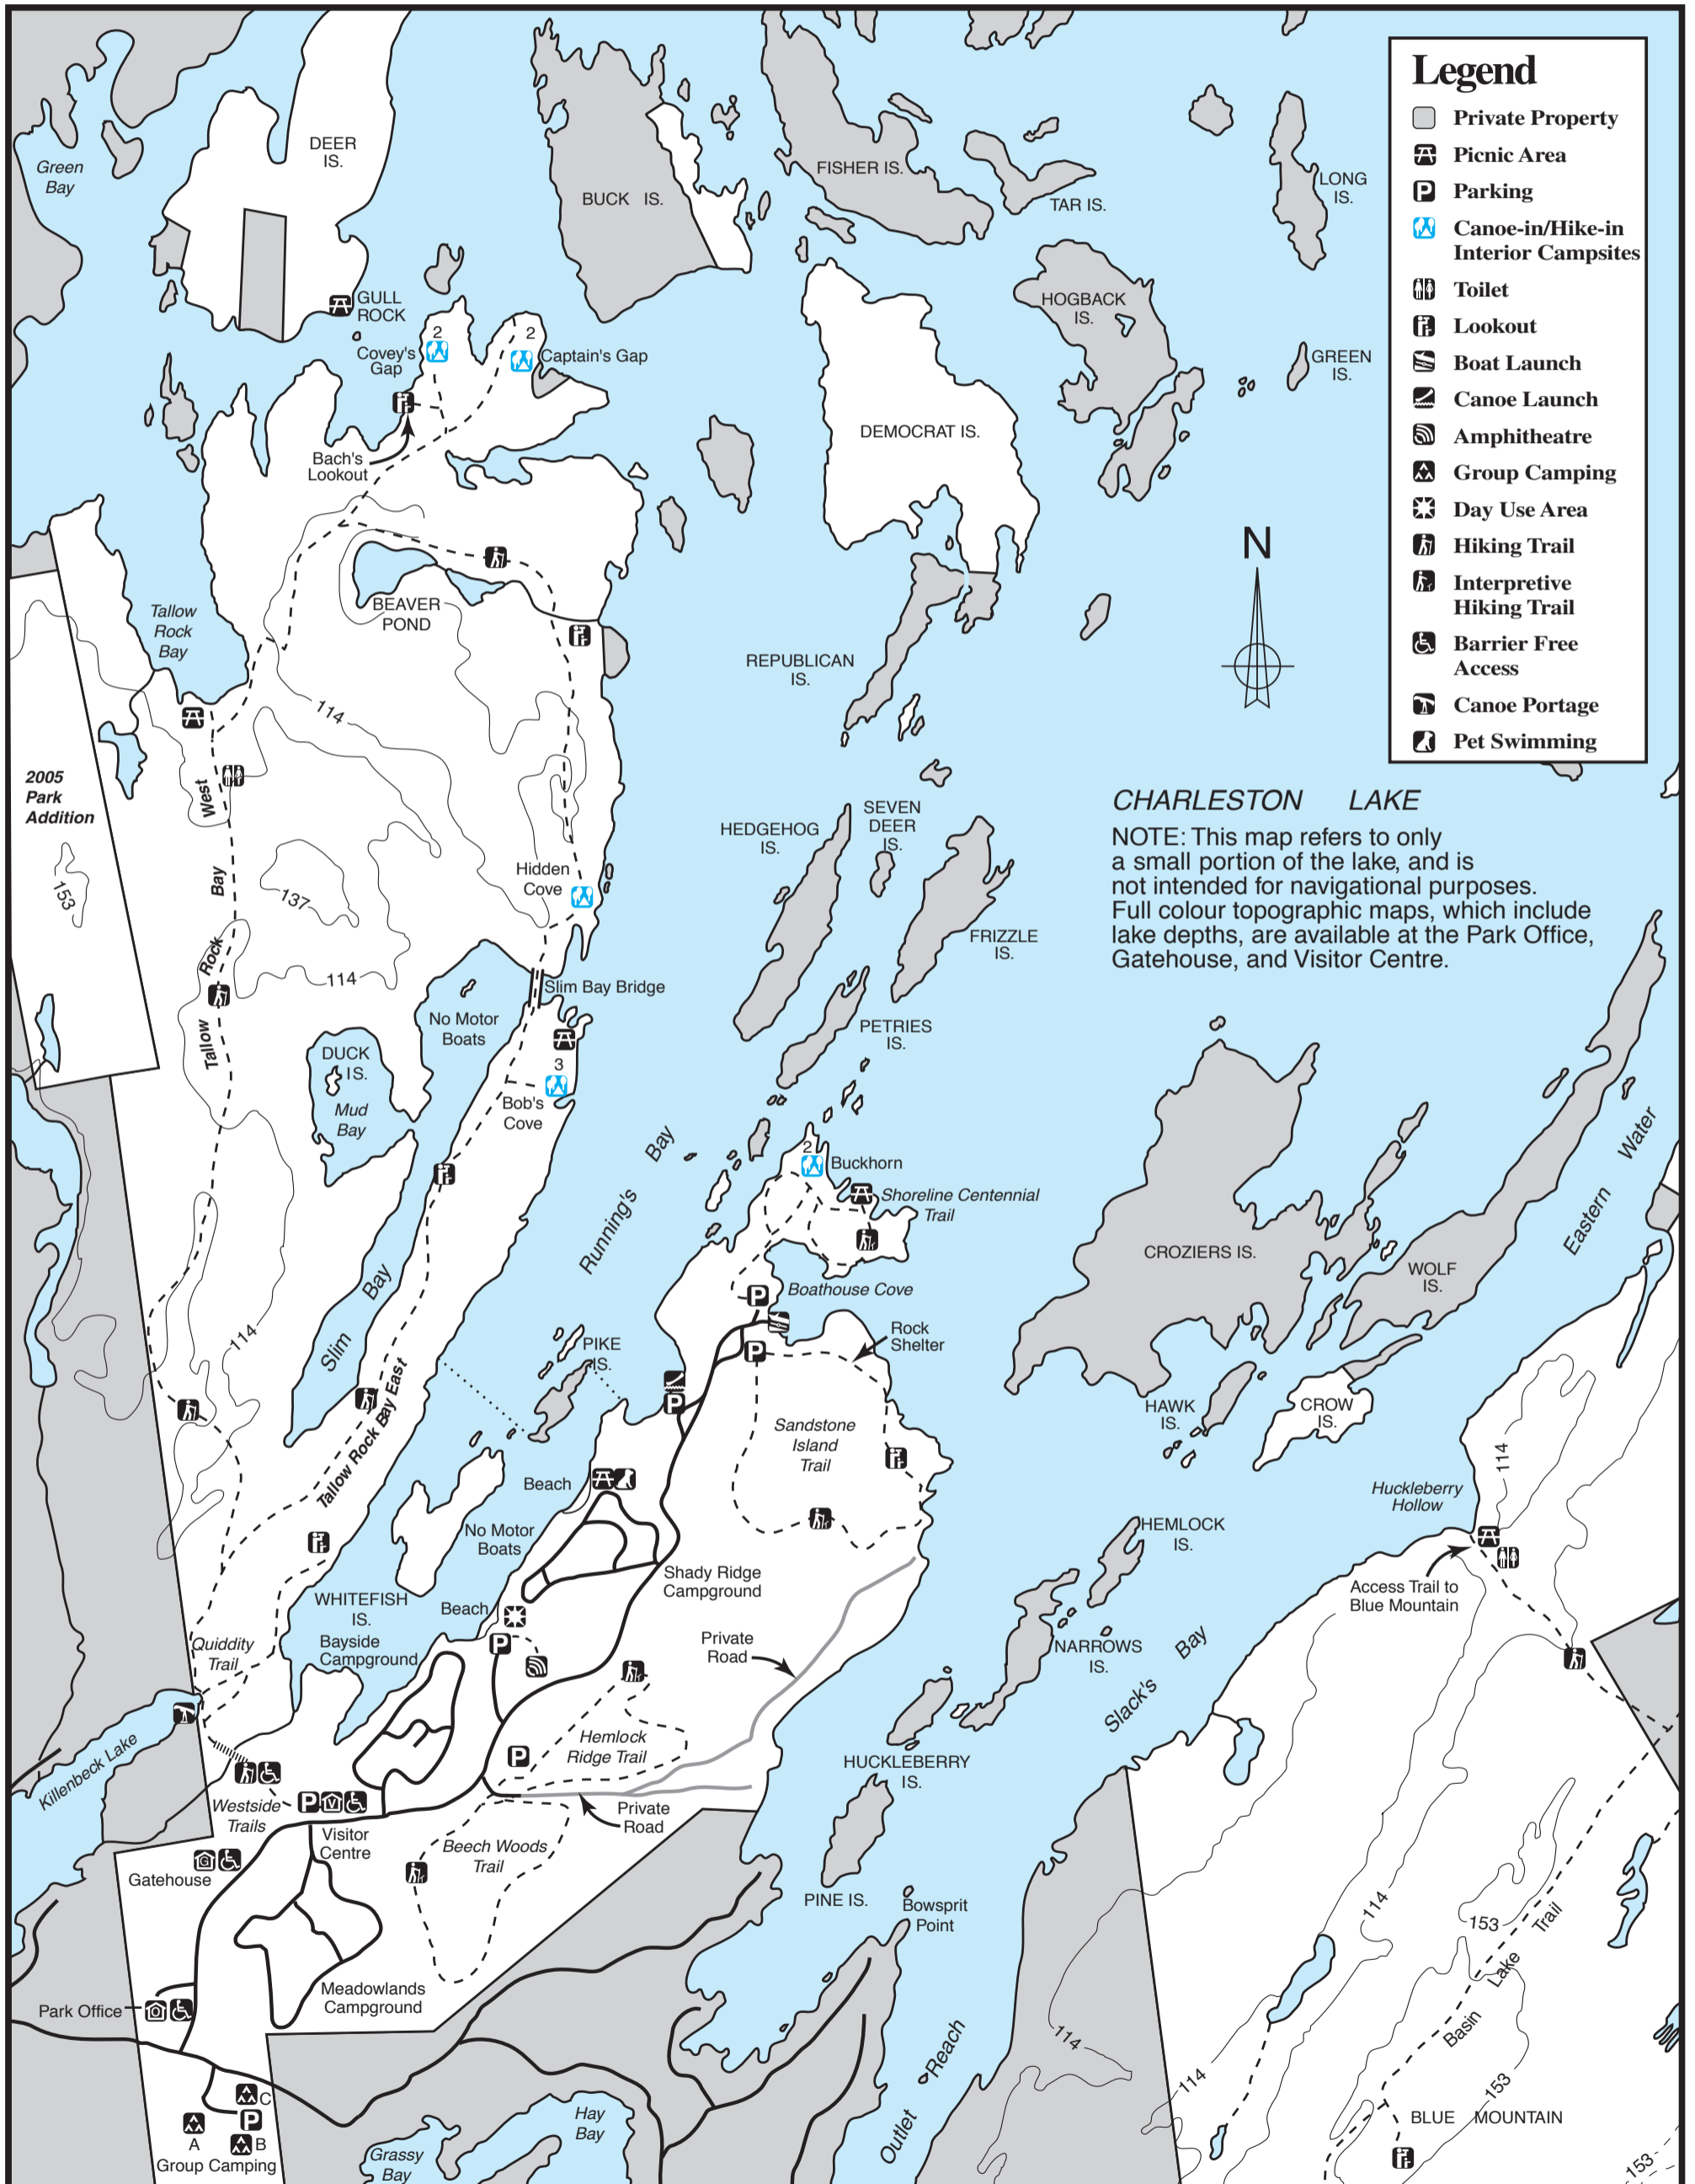 Legend
Private Property
Picnic Area
P
Parking
Canoe-in/Hike-in
Interior Campsites
Toilet
Lookout
Boat Launch
Canoe Launch
Amphitheatre
Group Camping
Day Use Area
Hiking Trail
Interpretive
Hiking Trail
Barrier Free
Access
Canoe Portage
Pet Swimming
Green
Bay
DEER
IS.
BUCK IS.
FISHER IS.
TAR IS.
LONG
IS.
GULL
ROCK
HOGBACK
IS.
GREEN
IS.
2
Covey's
Gap
2
Captain's Gap
Bach's
Lookout
DEMOCRAT IS.
N
Tallow
Rock
Bay
BEAVER
POND
REPUBLICAN
IS.
114
2005
Park
Addition
153
137
114
Tallow Rock Bay West
Hidden
Cove
HEDGEHOG
IS.
SEVEN
DEER
IS.
FRIZZLE
IS.
PETRIES
IS.
CHARLESTON LAKE
NOTE: This map refers to only
a small portion of the lake, and is
not intended for navigational purposes.
Full colour topographic maps, which include
lake depths, are available at the Park Office,
Gatehouse, and Visitor Centre.
Slim Bay Bridge
No Motor
Boats
DUCK
IS.
Mud
Bay
3
Bob's
Cove
Running's Bay
2
Buckhorn
Shoreline Centennial
Trail
Boathouse Cove
P
P
Rock
Shelter
CROZIERS IS.
WOLF
IS.
Eastern Water
114
Slim Bay
Tallow Rock Bay East
PIKE
IS.
P
Sandstone
Island
Trail
HAWK
IS.
CROW
IS.
114
Huckleberry
Hollow
Beach
No Motor
Boats
HEMLOCK
IS.
Access Trail to
Blue Mountain
Shady Ridge
Campground
WHITEFISH
IS.
Beach
P
Bayside
Campground
Quiddity
Trail
Private
Road
NARROWS
IS.
Slack's Bay
Killenbeck Lake
Hemlock
Ridge Trail
P
HUCKLEBERRY
IS.
Westside
Trails
P V
Visitor
Centre
Private
Road
G
Gatehouse
Beech Woods
Trail
PINE IS.
Bowsprit
Point
Meadowlands
Campground
Park Office
O
114
153
Basin Lake Trail
114
114
153
BLUE MOUNTAIN
153
Outlet Reach
Hay
Bay
Grassy
Bay
C
P
A
B
Group Camping